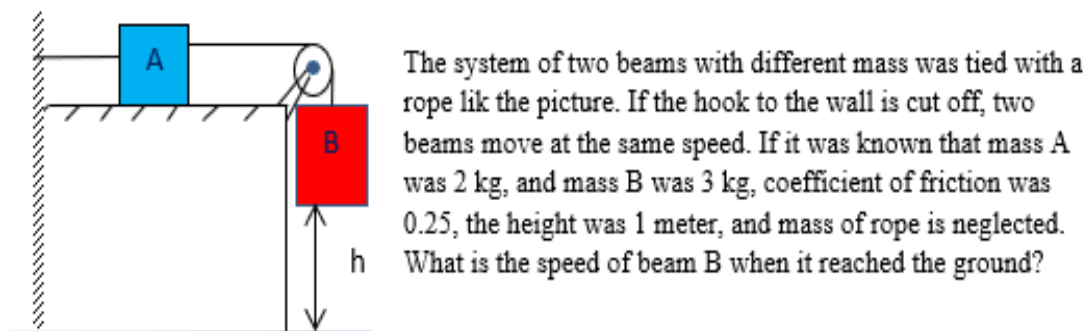 A
B
h
The system of two beams with different mass was tied with a
rope lik the picture. If the hook to the wall is cut off, two
beams move at the same speed. If it was known that mass A
was 2 kg, and mass B was 3 kg, coefficient of friction was
0.25, the height was 1 meter, and mass of rope is neglected.
What is the speed of beam B when it reached the ground?